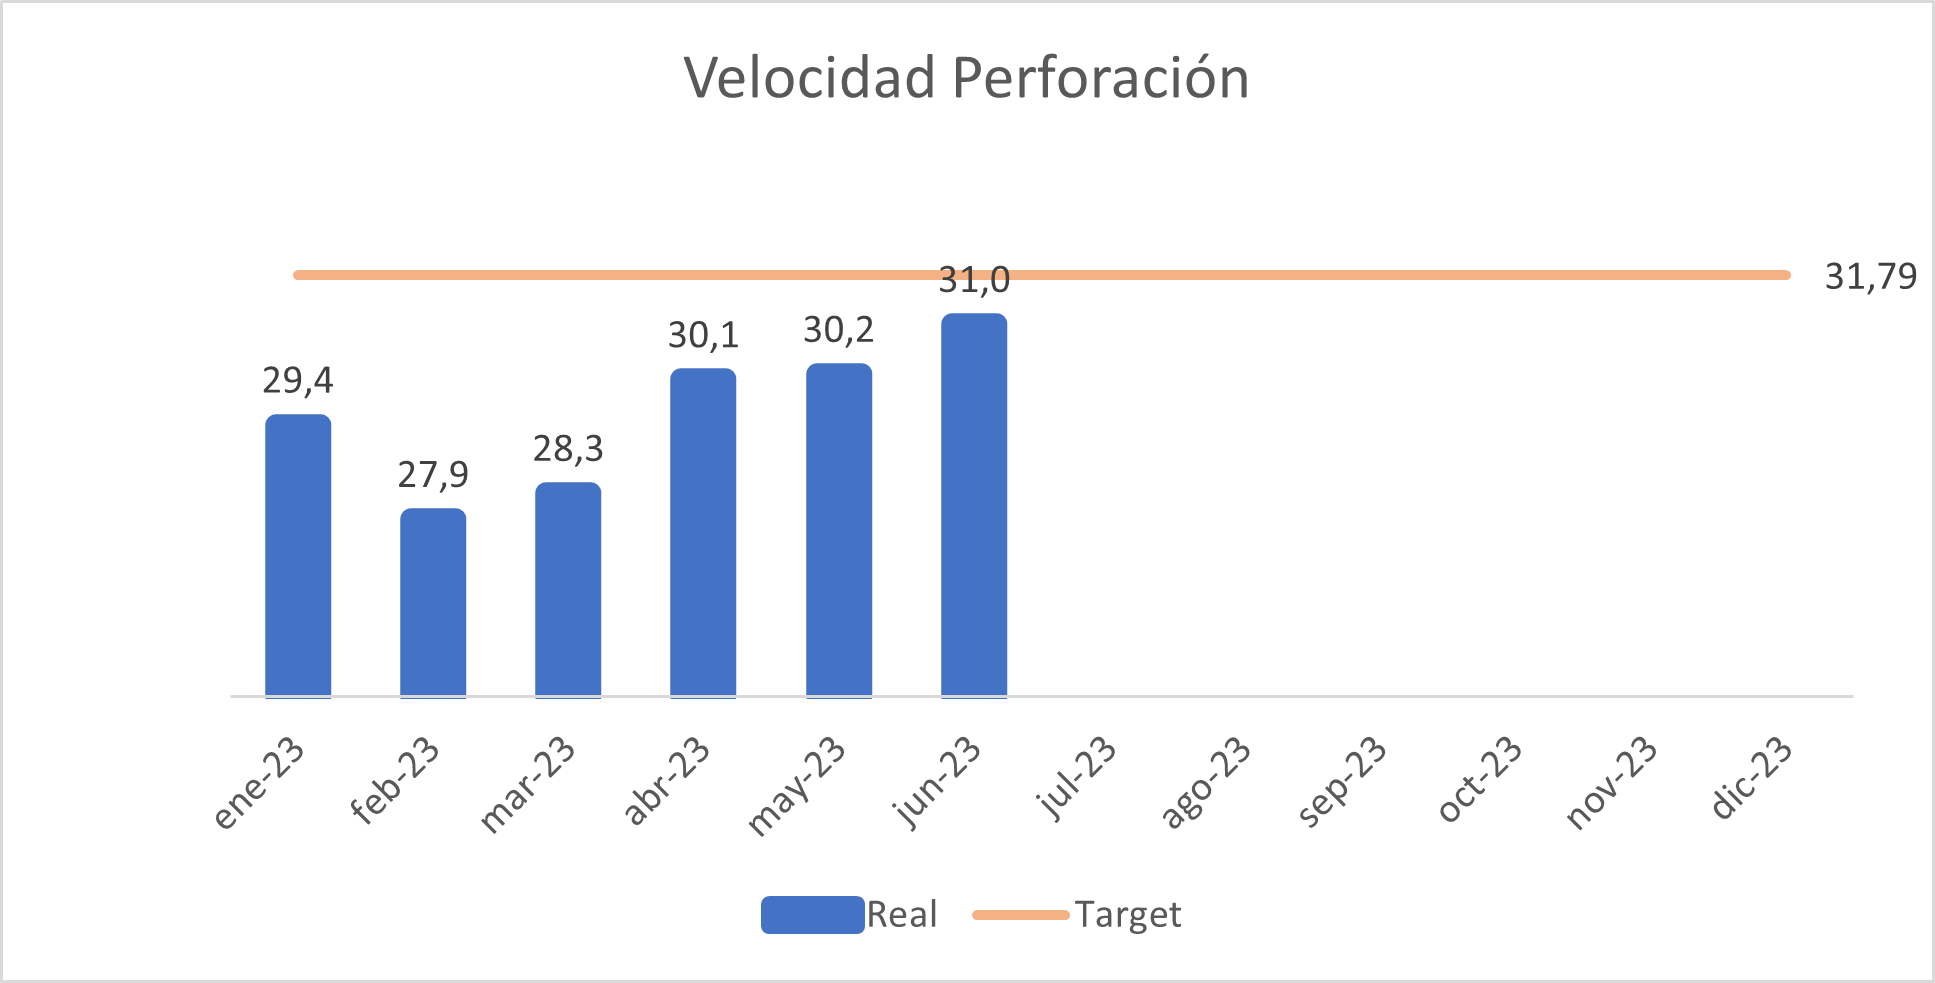 Velocidad Perforación
31,79
31,0
30,1
30,2
29,4
28,3
27,9
ene-23
feb-23
mar-23
abr-23
may-23
jun-23
jul-23
ago-23
sep-23
oct-23
nov-23
dic-23
Real
Target